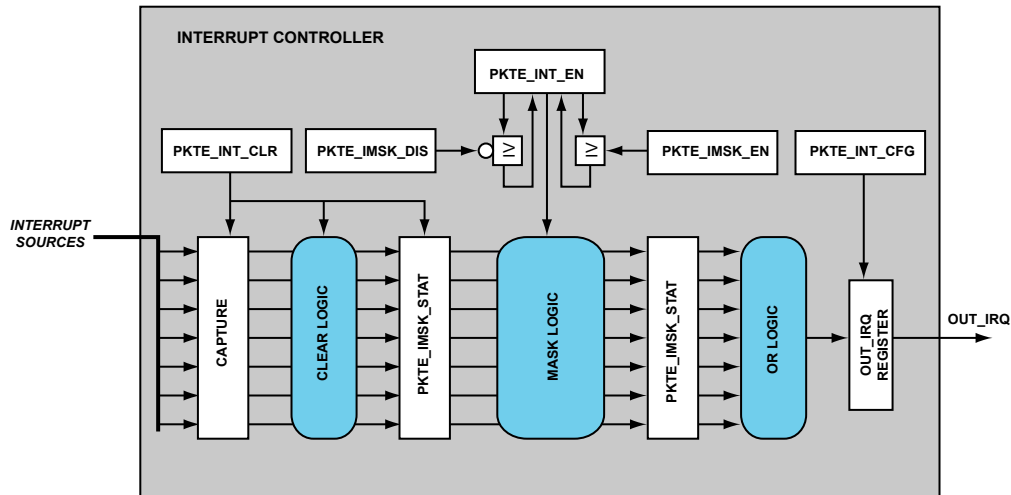 INTERRUPT CONTROLLER
PKTE_INT_EN
PKTE_INT_CLR
PKTE_IMSK_DIS
≥
≥
PKTE_IMSK_EN
PKTE_INT_CFG
INTERRUPT
SOURCES
CAPTURE
CLEAR LOGIC
PKTE_IMSK_STAT
MASK LOGIC
PKTE_IMSK_STAT
OR LOGIC
OUT_IRQ
REGISTER
OUT_IRQ